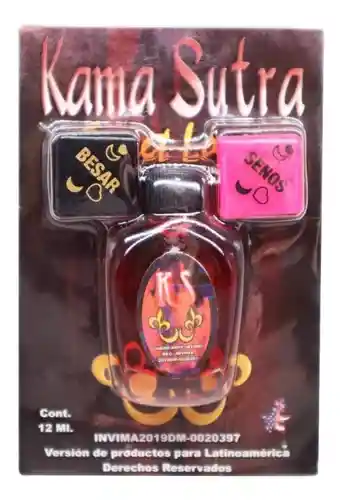 Kama Sutra
BESAR
SENOS
KS
Cont.
12 Ml.
INVIMA2019DM-0020397
Versión de productos para Latinoamérica
Derechos Reservados